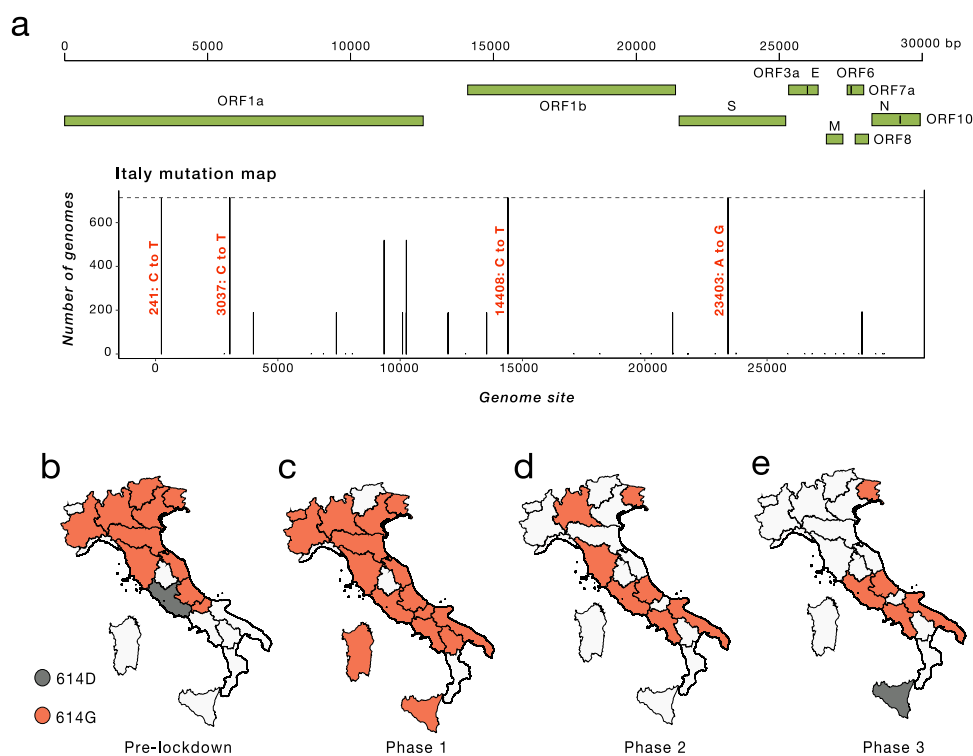 a
0 5000 10000 15000 20000 25000 30000 bp
ORF3a E ORF6
ORF7a
ORF1a ORF1b S N
ORF10
M
ORF8
Italy mutation map
Number of genomes
600
400
200
0
241: C to T
3037: C to T
14408: C to T
23403: A to G
0 5000 10000 15000 20000 25000
Genome site
b c d e
614D
614G
Pre-lockdown Phase 1 Phase 2 Phase 3